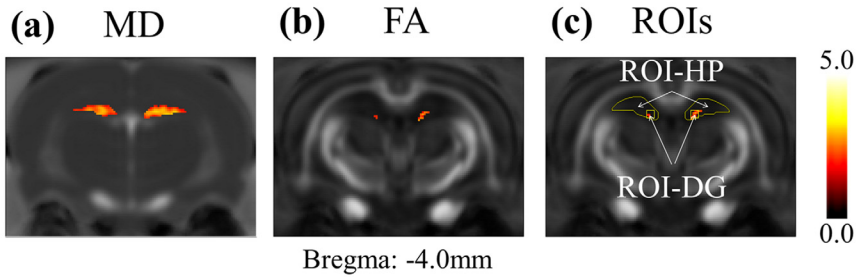 (a) MD
(b) FA
(c) ROIs
ROI-HP
ROI-DG
5.0
0.0
Bregma: -4.0mm